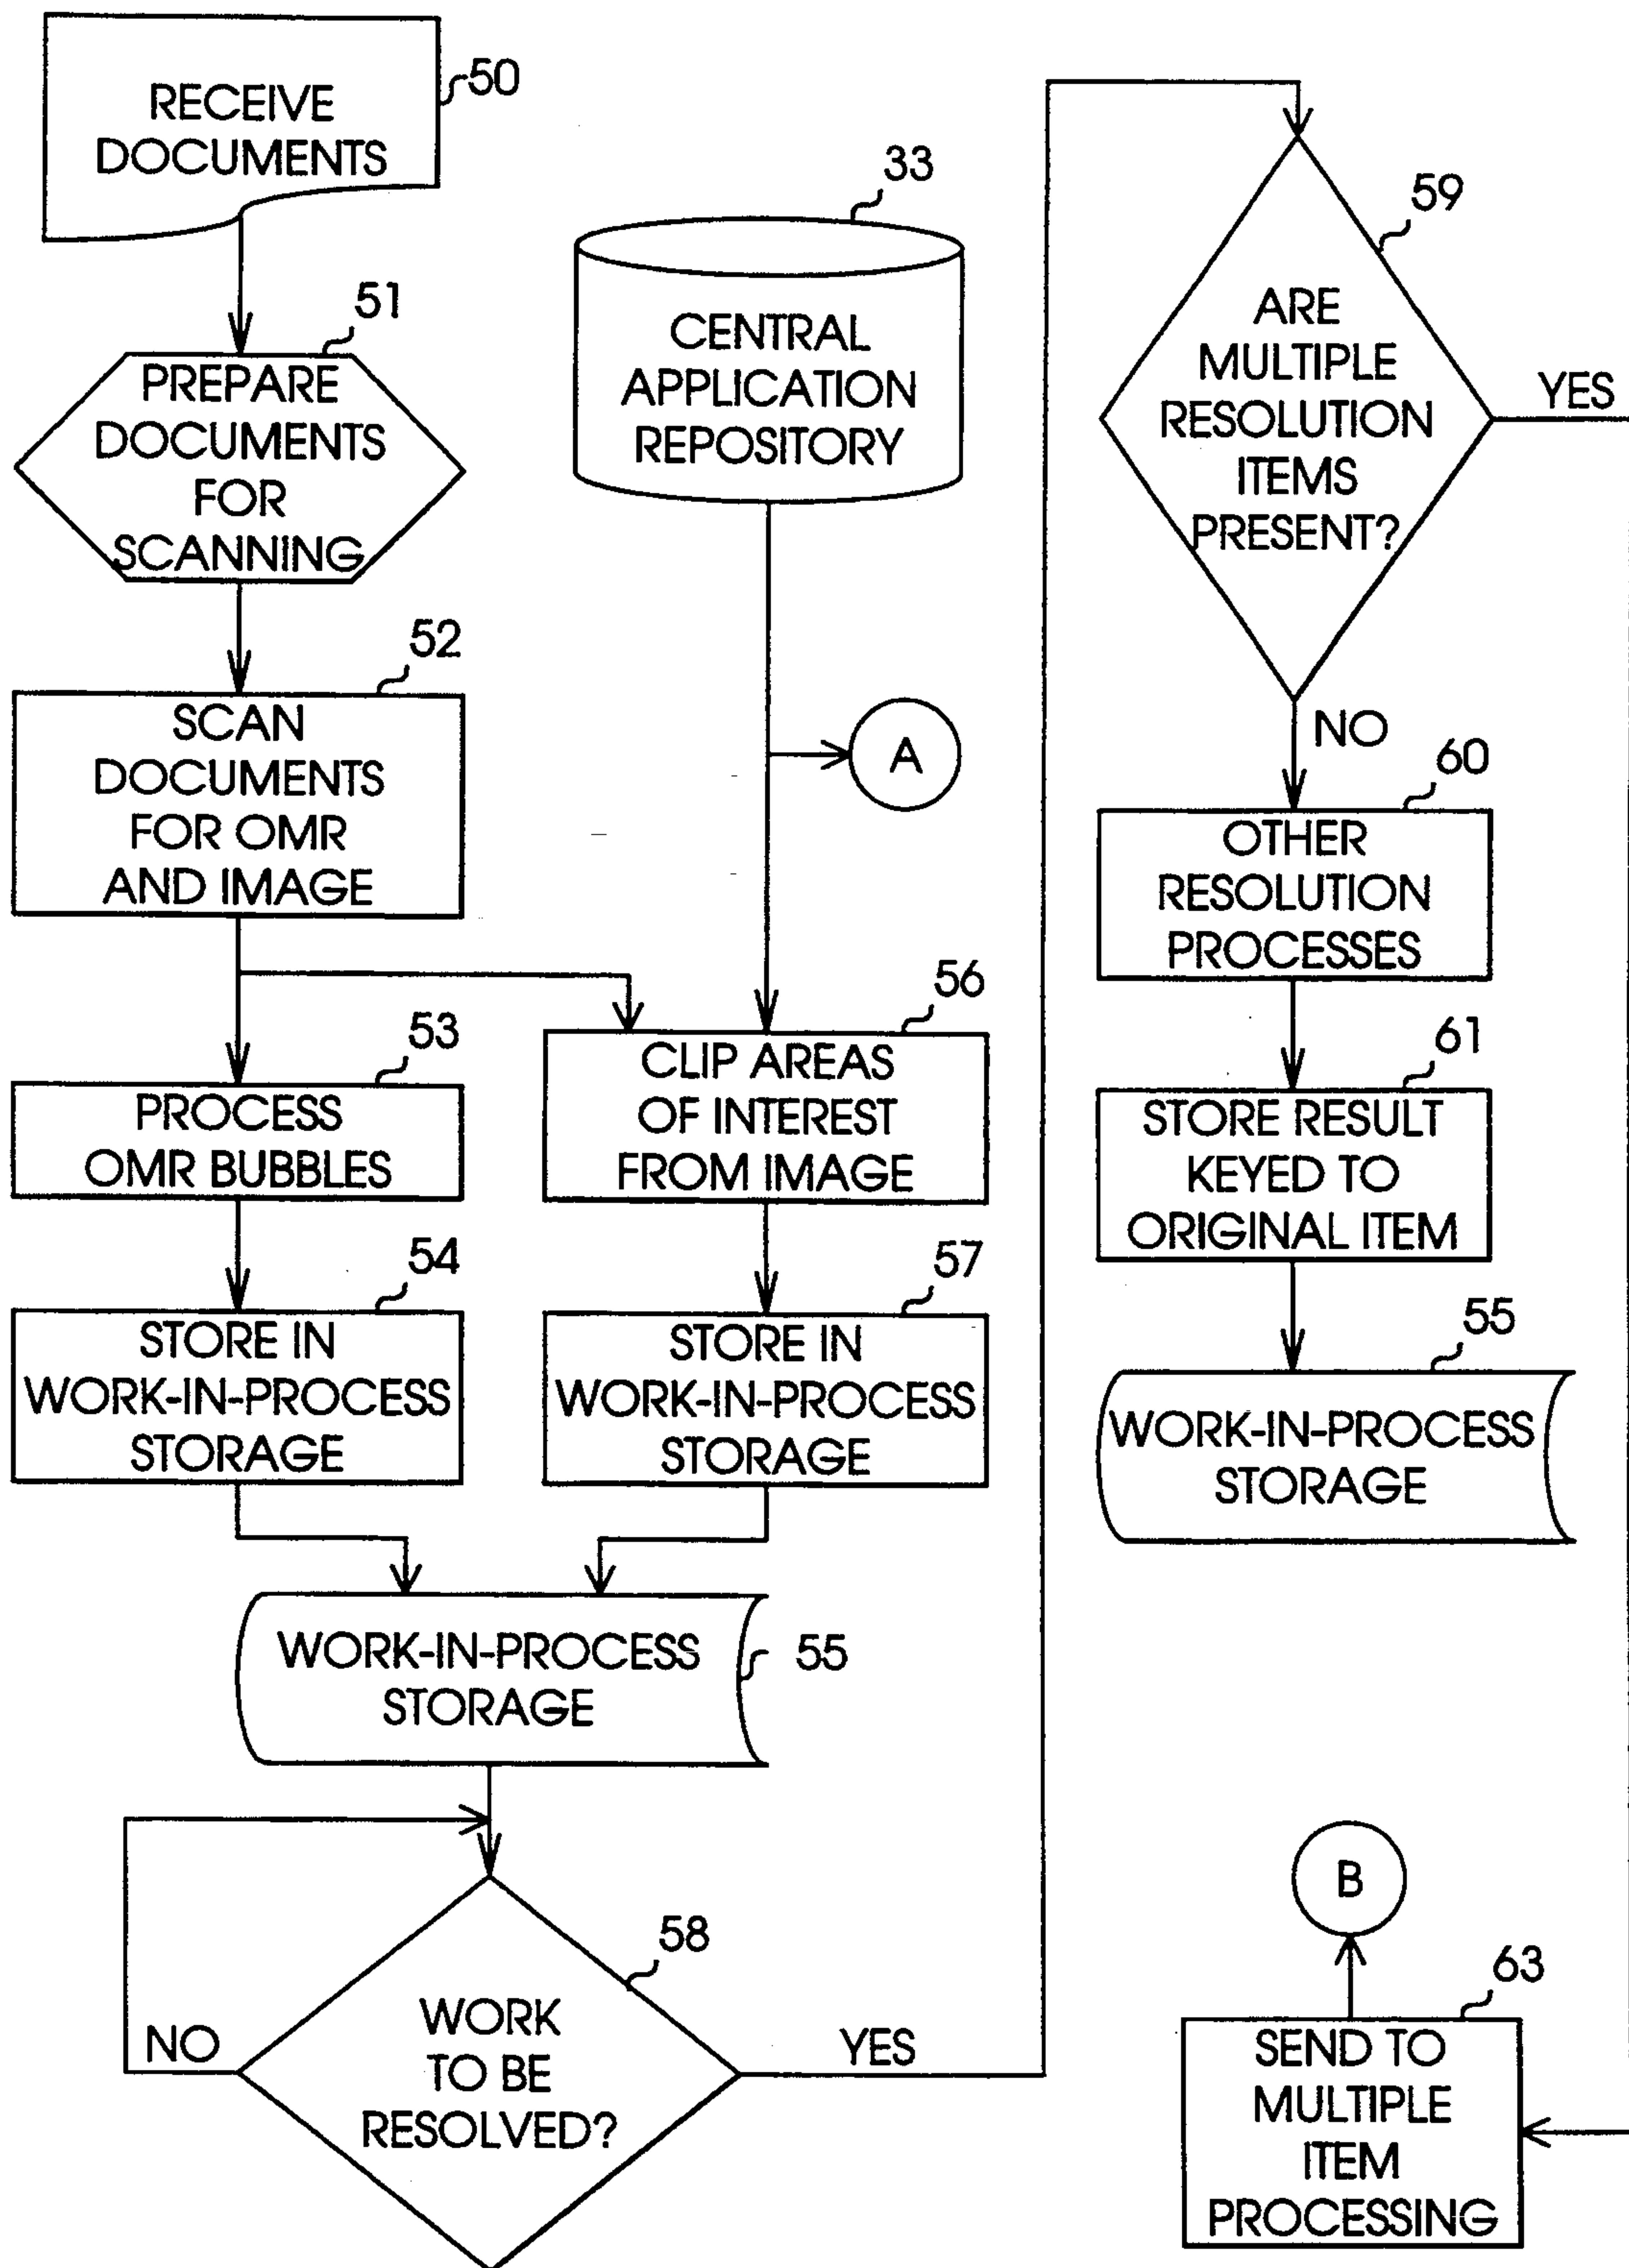 50
RECEIVE
DOCUMENTS
51
PREPARE
DOCUMENTS
FOR
SCANNING
52
SCAN
DOCUMENTS
FOR OMR
AND IMAGE
53
PROCESS
OMR BUBBLES
54
STORE IN
WORK-IN-PROCESS
STORAGE
33
CENTRAL
APPLICATION
REPOSITORY
A
56
CLIP AREAS
OF INTEREST
FROM IMAGE
57
STORE IN
WORK-IN-PROCESS
STORAGE
WORK-IN-PROCESS
STORAGE
55
58
WORK
TO BE
RESOLVED?
NO
YES
59
ARE
MULTIPLE
RESOLUTION
ITEMS
PRESENT?
YES
NO
60
OTHER
RESOLUTION
PROCESSES
61
STORE RESULT
KEYED TO
ORIGINAL ITEM
55
WORK-IN-PROCESS
STORAGE
B
63
SEND TO
MULTIPLE
ITEM
PROCESSING